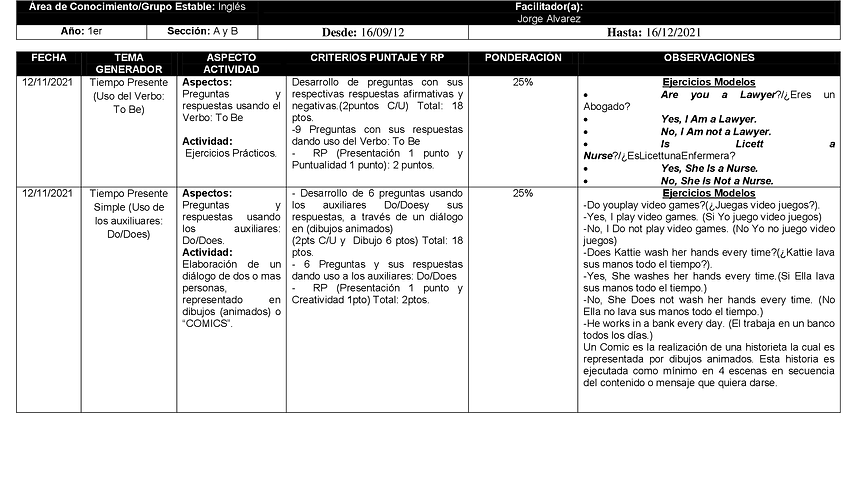 Área de Conocimiento/Grupo Estable: Inglés
Facilitador(a):
Jorge Alvarez
Año: 1er
Sección: A y B
Desde: 16/09/12
Hasta: 16/12/2021
FECHA
TEMA
GENERADOR
ASPECTO
ACTIVIDAD
CRITERIOS PUNTAJE Y RP
PONDERACIÓN
OBSERVACIONES
12/11/2021
Tiempo Presente
(Uso del Verbo:
To Be)
Aspectos:
Preguntas y
respuestas usando el
Verbo: To Be
Actividad:
Ejercicios Prácticos.
Desarrollo de preguntas con sus
respectivas respuestas afirmativas y
negativas.(2puntos C/U) Total: 18
ptos.
-9 Preguntas con sus respuestas
dando uso del Verbo: To Be
- RP (Presentación 1 punto y
Puntualidad 1 punto): 2 puntos.
25%
Ejercicios Modelos
• Are you a Lawyer?/¿Eres un
Abogado?
• Yes, I Am a Lawyer.
• No, I Am not a Lawyer.
• Is Licett a
Nurse?/¿EsLicettunaEnfermera?
• Yes, She Is a Nurse.
• No, She Is Not a Nurse.
12/11/2021
Tiempo Presente
Simple (Uso de
los auxiliuares:
Do/Does)
Aspectos:
Preguntas y
respuestas usando
los auxiliares:
Do/Does.
Actividad:
Elaboración de un
diálogo de dos o mas
personas,
representado en
dibujos (animados) o
“COMICS”.
- Desarrollo de 6 preguntas usando
los auxiliares Do/Doesy sus
respuestas, a través de un diálogo
en (dibujos animados)
(2pts C/U y Dibujo 6 ptos) Total: 18
ptos.
- 6 Preguntas y sus respuestas
dando uso a los auxiliares: Do/Does
- RP (Presentación 1 punto y
Creatividad 1pto) Total: 2ptos.
25%
Ejercicios Modelos
-Do youplay video games?(¿Juegas video juegos?).
-Yes, I play video games. (Si Yo juego video juegos)
-No, I Do not play video games. (No Yo no juego video
juegos)
-Does Kattie wash her hands every time?(¿Kattie lava
sus manos todo el tiempo?).
-Yes, She washes her hands every time.(Si Ella lava
sus manos todo el tiempo.)
-No, She Does not wash her hands every time. (No
Ella no lava sus manos todo el tiempo.)
-He works in a bank every day. (El trabaja en un banco
todos los días.)
Un Comic es la realización de una historieta la cual es
representada por dibujos animados. Esta historia es
ejecutada como mínimo en 4 escenas en secuencia
del contenido o mensaje que quiera darse.